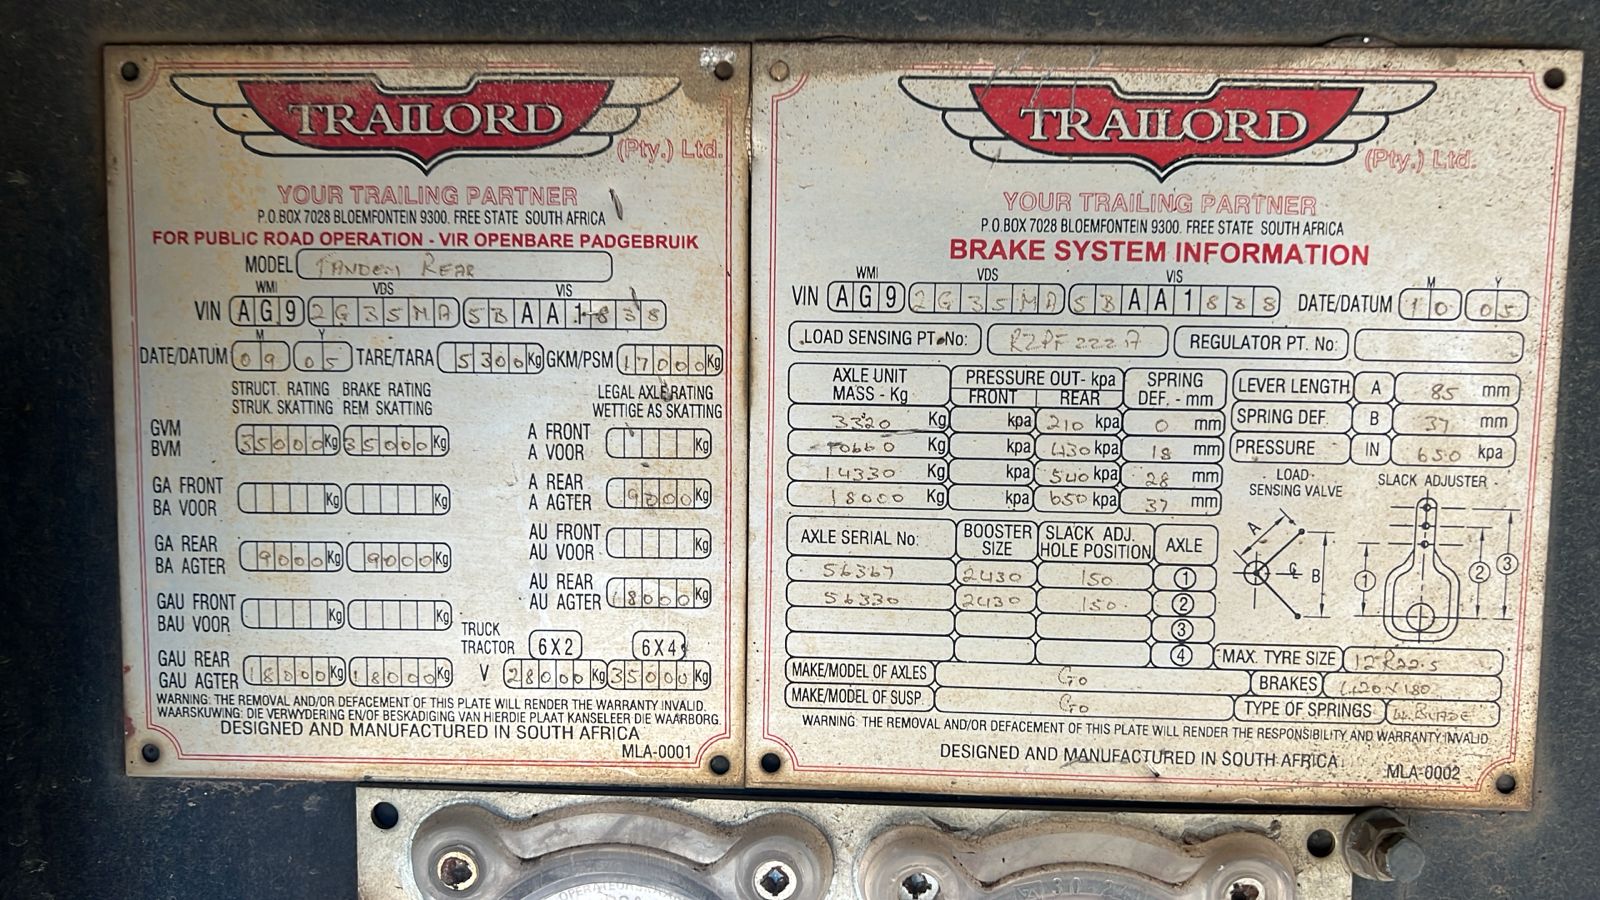 TRAILORD
(Pty.) Ltd.
YOUR TRAILING PARTNER
P.O.BOX 7028 BLOEMFONTEIN 9300. FREE STATE SOUTH AFRICA
FOR PUBLIC ROAD OPERATION - VIR OPENBARE PADGEBRUIK
MODEL TANDEM REAR
WMI VDS VIS
VIN AG9 2G35MA 5BAA1838
M Y
DATE/DATUM 09 05 TARE/TARA 5300 Kg GKM/PSM 17000 Kg
STRUCT. RATING BRAKE RATING LEGAL AXLE RATING
STRUK. SKATTING REM SKATTING WETTIGE AS SKATTING
GVM
BVM 35000 Kg 35000 Kg
A FRONT
A VOOR Kg
GA FRONT
BA VOOR Kg Kg
A REAR
A AGTER 9000 Kg
GA REAR
BA AGTER 9000 Kg 9000 Kg
AU FRONT
AU VOOR Kg
GAU FRONT
BAU VOOR Kg Kg
AU REAR
AU AGTER 18000 Kg
GAU REAR
GAU AGTER 18000 Kg 18000 Kg
TRUCK
TRACTOR 6X2 6X4
V 28000 Kg 35000 Kg
WARNING: THE REMOVAL AND/OR DEFACEMENT OF THIS PLATE WILL RENDER THE WARRANTY INVALID.
WAARSKUWING: DIE VERWYDERING EN/OF BESKADIGING VAN HIERDIE PLAAT KANSELEER DIE WAARBORG.
DESIGNED AND MANUFACTURED IN SOUTH AFRICA
MLA-0001
TRAILORD
(Pty.) Ltd.
YOUR TRAILING PARTNER
P.O.BOX 7028 BLOEMFONTEIN 9300. FREE STATE SOUTH AFRICA
BRAKE SYSTEM INFORMATION
WMI VDS VIS M Y
VIN AG9 2G35MA 5BAA1838 DATE/DATUM 10 05
LOAD SENSING PT. No: REGULATOR PT. No:
AXLE UNIT PRESSURE OUT- kpa SPRING
MASS - Kg FRONT REAR DEF. - mm
3320 Kg kpa 210 kpa 0 mm
10660 Kg kpa 430 kpa 18 mm
14330 Kg kpa 540 kpa 28 mm
18000 Kg kpa 650 kpa 37 mm
LEVER LENGTH A 85 mm
SPRING DEF. B 37 mm
PRESSURE IN 650 kpa
LOAD
SENSING VALVE
SLACK ADJUSTER
A B 1 2 3
AXLE SERIAL No: BOOSTER SIZE SLACK ADJ. HOLE POSITION AXLE
56367 2430 150 1
56330 2430 150 2
3
4
MAX. TYRE SIZE 12R22.5
MAKE/MODEL OF AXLES Go BRAKES 420X180
MAKE/MODEL OF SUSP. Go TYPE OF SPRINGS BLADE
WARNING: THE REMOVAL AND/OR DEFACEMENT OF THIS PLATE WILL RENDER THE RESPONSIBILITY AND WARRANTY INVALID
DESIGNED AND MANUFACTURED IN SOUTH AFRICA
MLA-0002